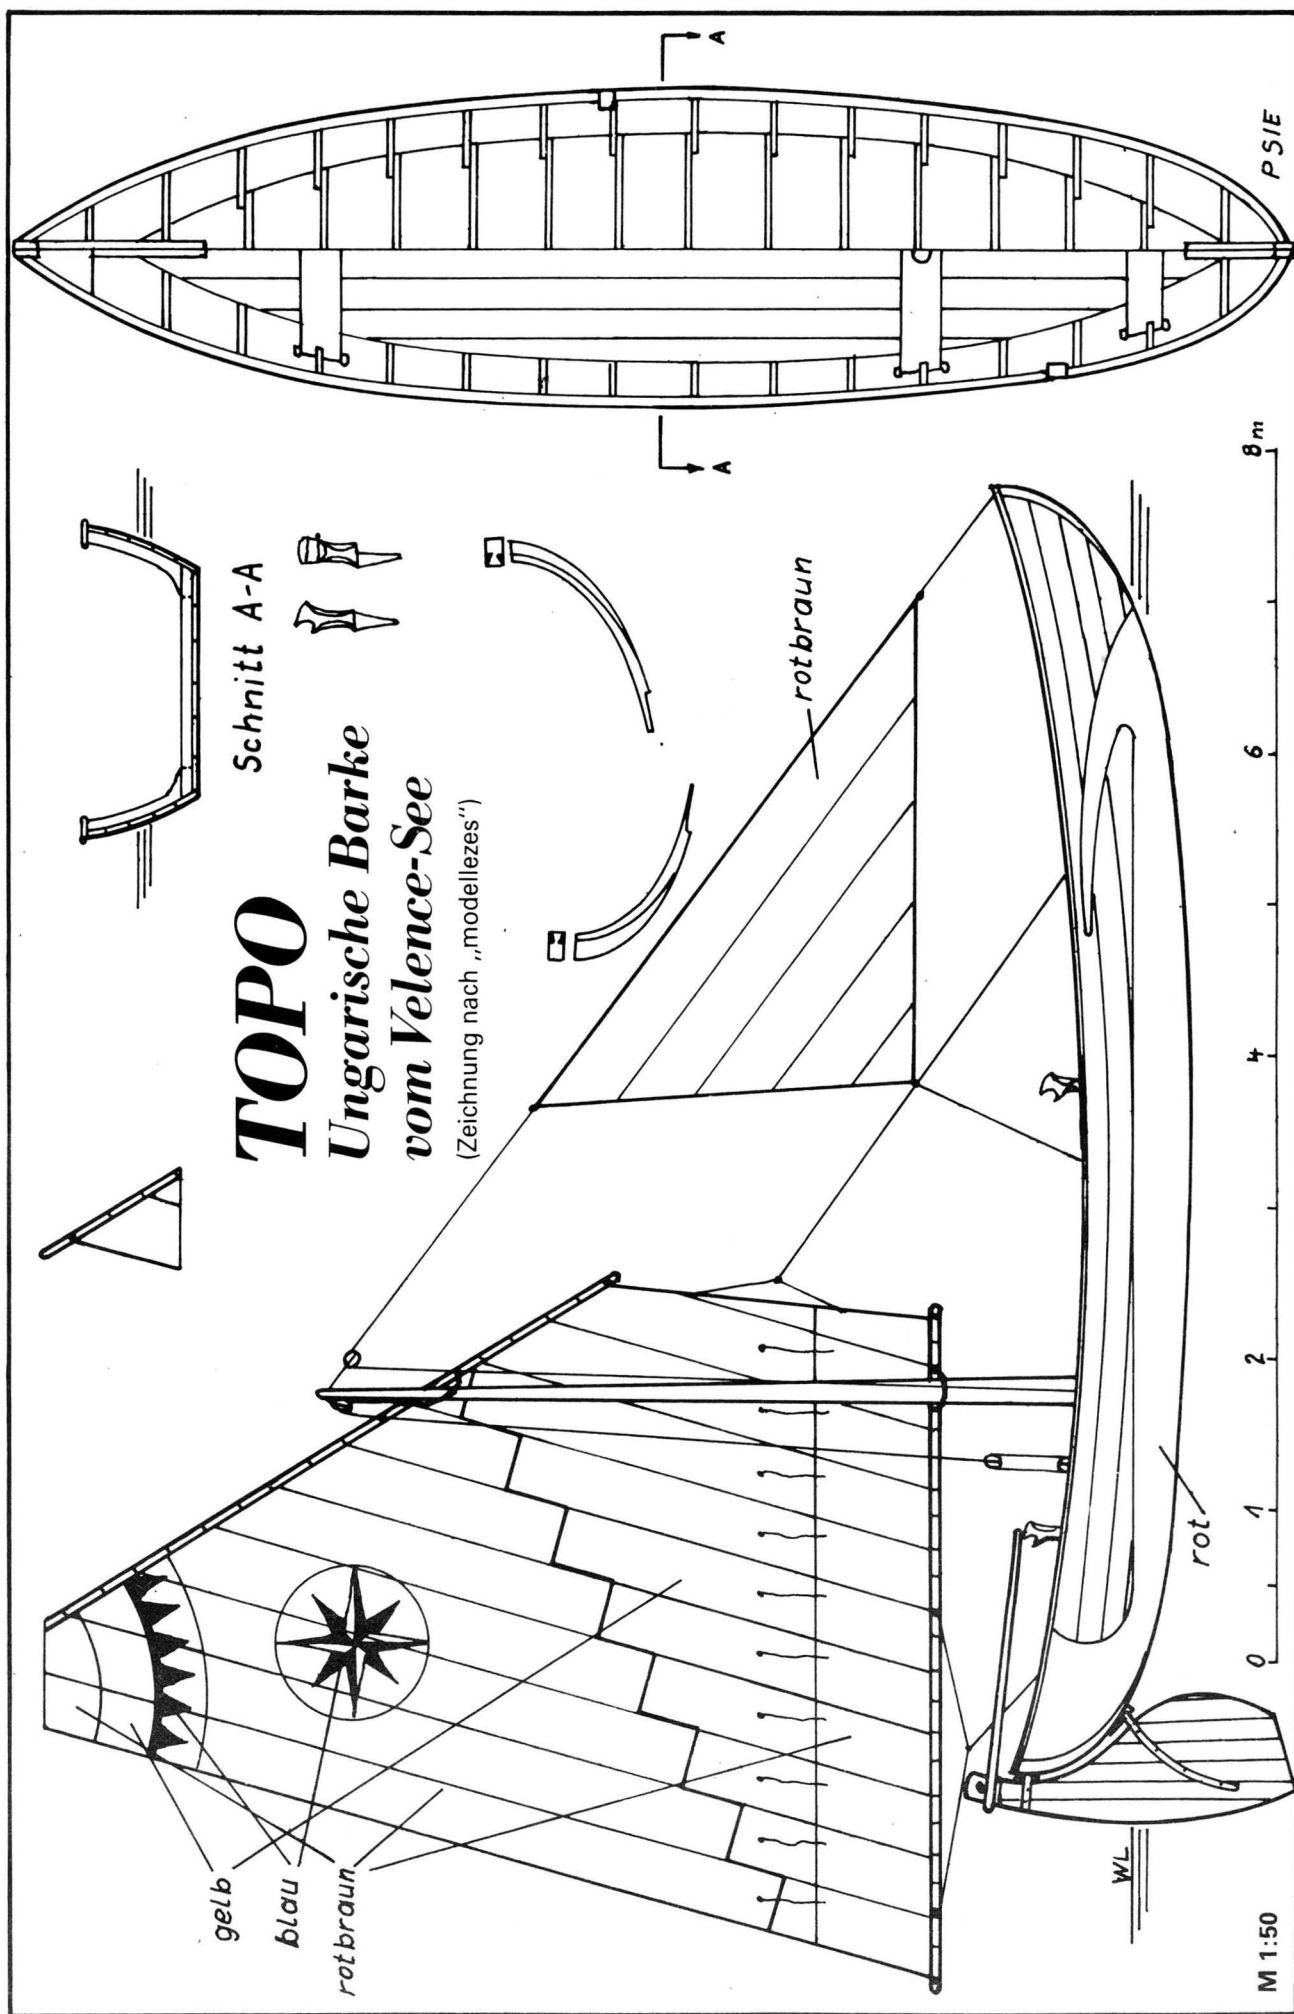 TOPO
Ungarische Barke
vom Velence-See
(Zeichnung nach „modellezes“)
Schnitt A-A
A
A
PSIE
gelb
blau
rotbraun
rotbraun
rot
WL
M 1:50
0 1 2 4 6 8m